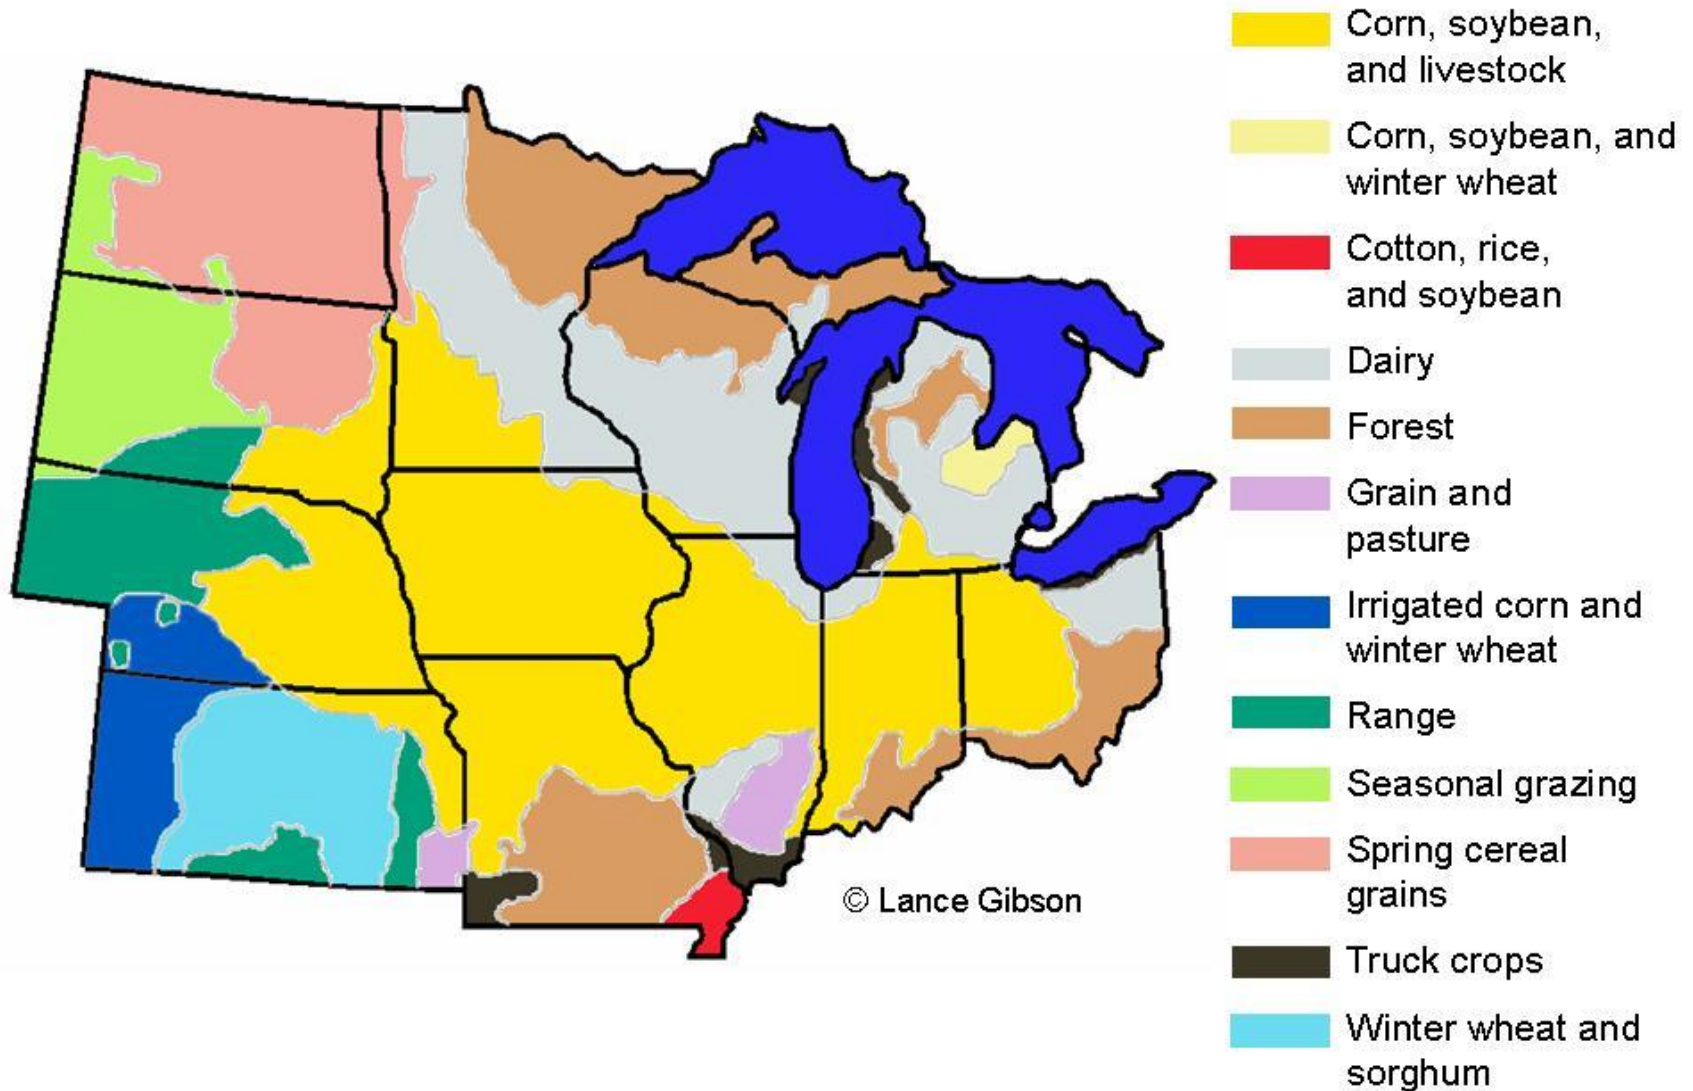 Corn, soybean,
and livestock
Corn, soybean, and
winter wheat
Cotton, rice,
and soybean
Dairy
Forest
Grain and
pasture
Irrigated corn and
winter wheat
Range
Seasonal grazing
Spring cereal
grains
Truck crops
Winter wheat and
sorghum
© Lance Gibson